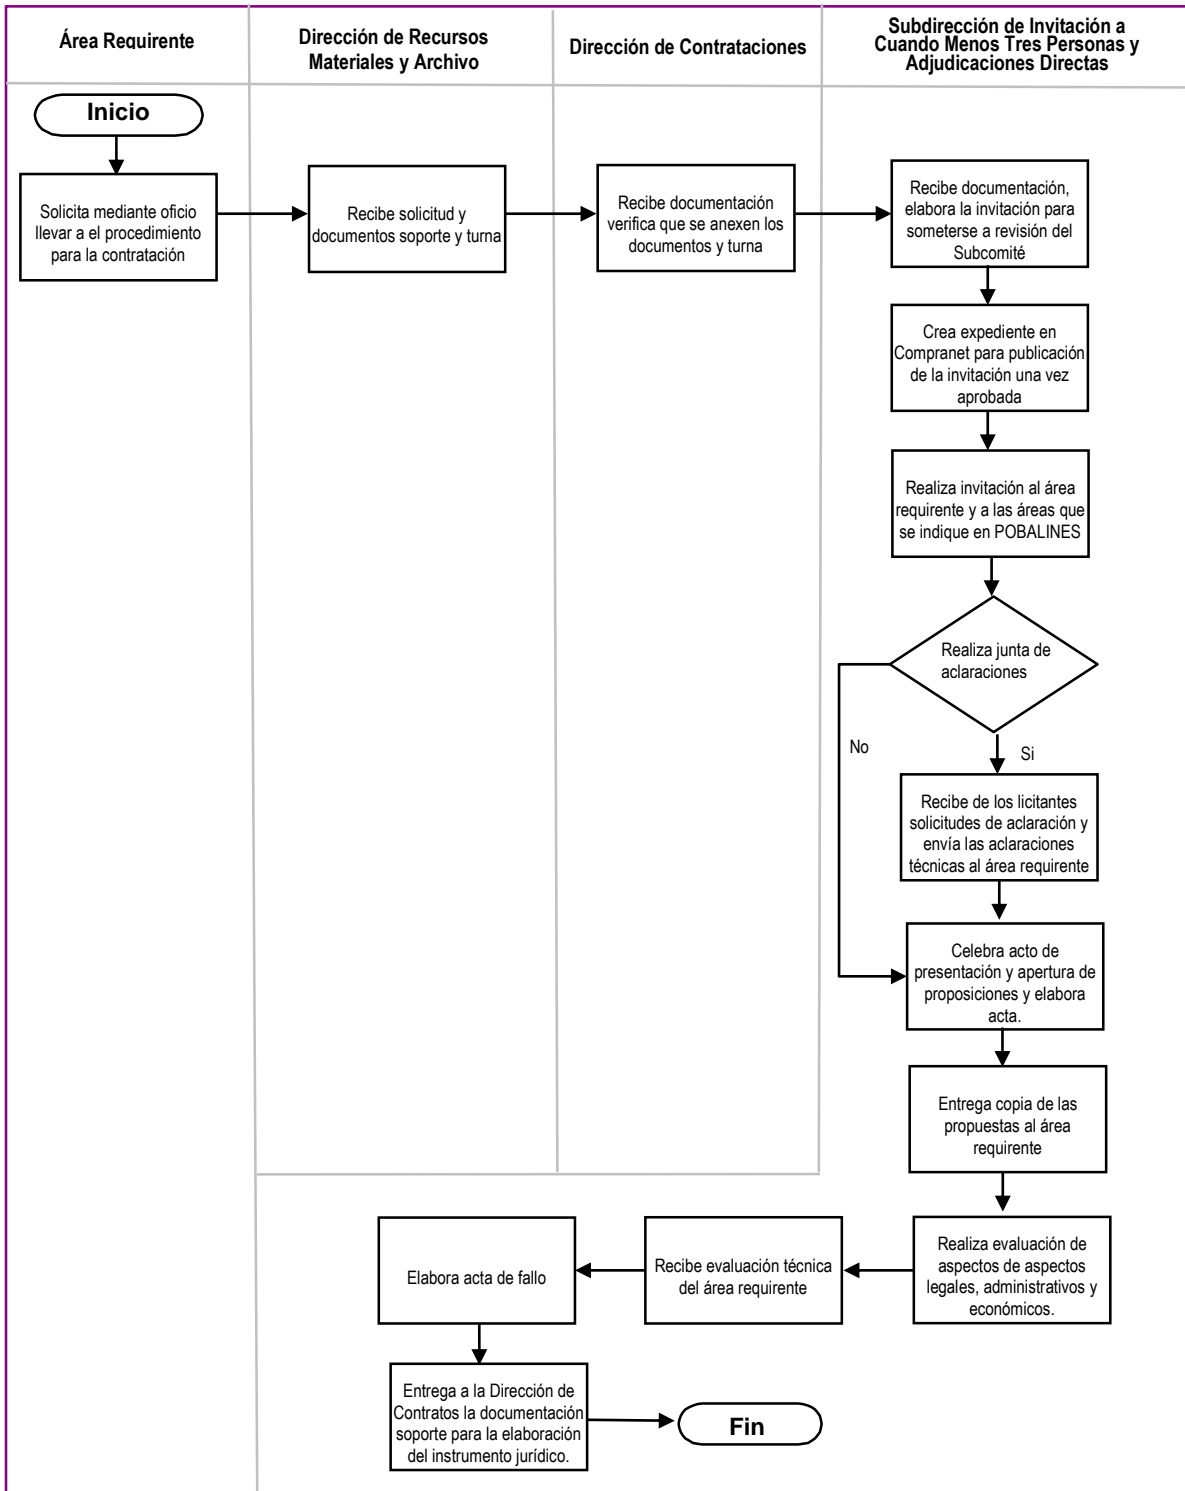 Área Requirente
Dirección de Recursos
Materiales y Archivo
Dirección de Contrataciones
Subdirección de Invitación a
Cuando Menos Tres Personas y
Adjudicaciones Directas
Inicio
Solicita mediante oficio
llevar a el procedimiento
para la contratación
Recibe solicitud y
documentos soporte y turna
Recibe documentación
verifica que se anexen los
documentos y turna
Recibe documentación,
elabora la invitación para
someterse a revisión del
Subcomité
Crea expediente en
Compranet para publicación
de la invitación una vez
aprobada
Realiza invitación al área
requirente y a las áreas que
se indique en POBALINES
Realiza junta de
aclaraciones
No
Si
Recibe de los licitantes
solicitudes de aclaración y
envía las aclaraciones
técnicas al área requirente
Celebra acto de
presentación y apertura de
proposiciones y elabora
acta.
Entrega copia de las
propuestas al área
requirente
Realiza evaluación de
aspectos de aspectos
legales, administrativos y
económicos.
Recibe evaluación técnica
del área requirente
Elabora acta de fallo
Entrega a la Dirección de
Contratos la documentación
soporte para la elaboración
del instrumento jurídico.
Fin